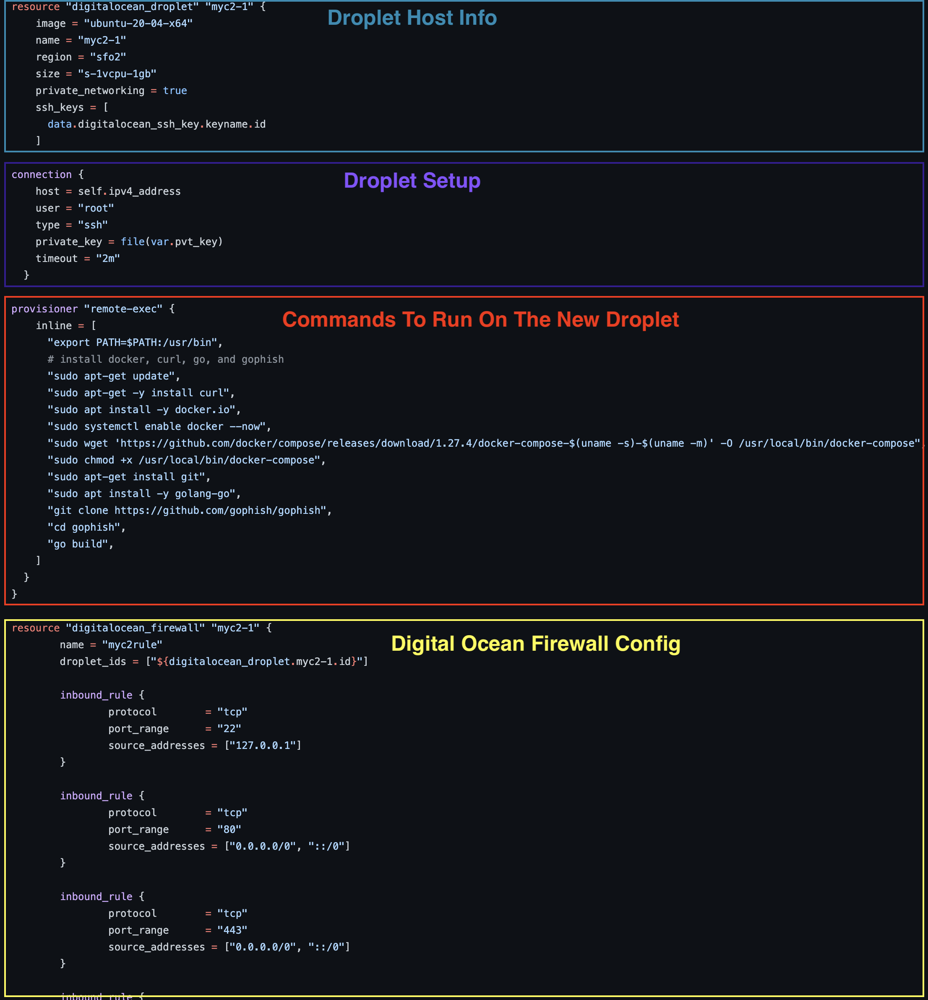 resource "digitalocean_droplet" "myc2-1" {
Droplet Host Info
image = "ubuntu-20-04-x64"
name = "myc2-1"
region = "sfo2"
size = "s-1vcpu-1gb"
private_networking = true
ssh_keys = [
data.digitalocean_ssh_key.keyname.id
]
connection {
Droplet Setup
host = self.ipv4_address
user = "root"
type = "ssh"
private_key = file(var.pvt_key)
timeout = "2m"
}
provisioner "remote-exec" {
Commands To Run On The New Droplet
inline = [
"export PATH=$PATH:/usr/bin",
# install docker, curl, go, and gophish
"sudo apt-get update",
"sudo apt-get -y install curl",
"sudo apt install -y docker.io",
"sudo systemctl enable docker --now",
"sudo wget 'https://github.com/docker/compose/releases/download/1.27.4/docker-compose-$(uname -s)-$(uname -m)' -O /usr/local/bin/docker-compose",
"sudo chmod +x /usr/local/bin/docker-compose",
"sudo apt-get install git",
"sudo apt install -y golang-go",
"git clone https://github.com/gophish/gophish",
"cd gophish",
"go build",
]
}
}
resource "digitalocean_firewall" "myc2-1" {
Digital Ocean Firewall Config
name = "myc2rule"
droplet_ids = ["${digitalocean_droplet.myc2-1.id}"]
inbound_rule {
protocol = "tcp"
port_range = "22"
source_addresses = ["127.0.0.1"]
}
inbound_rule {
protocol = "tcp"
port_range = "80"
source_addresses = ["0.0.0.0/0", "::/0"]
}
inbound_rule {
protocol = "tcp"
port_range = "443"
source_addresses = ["0.0.0.0/0", "::/0"]
}
inbound_rule {